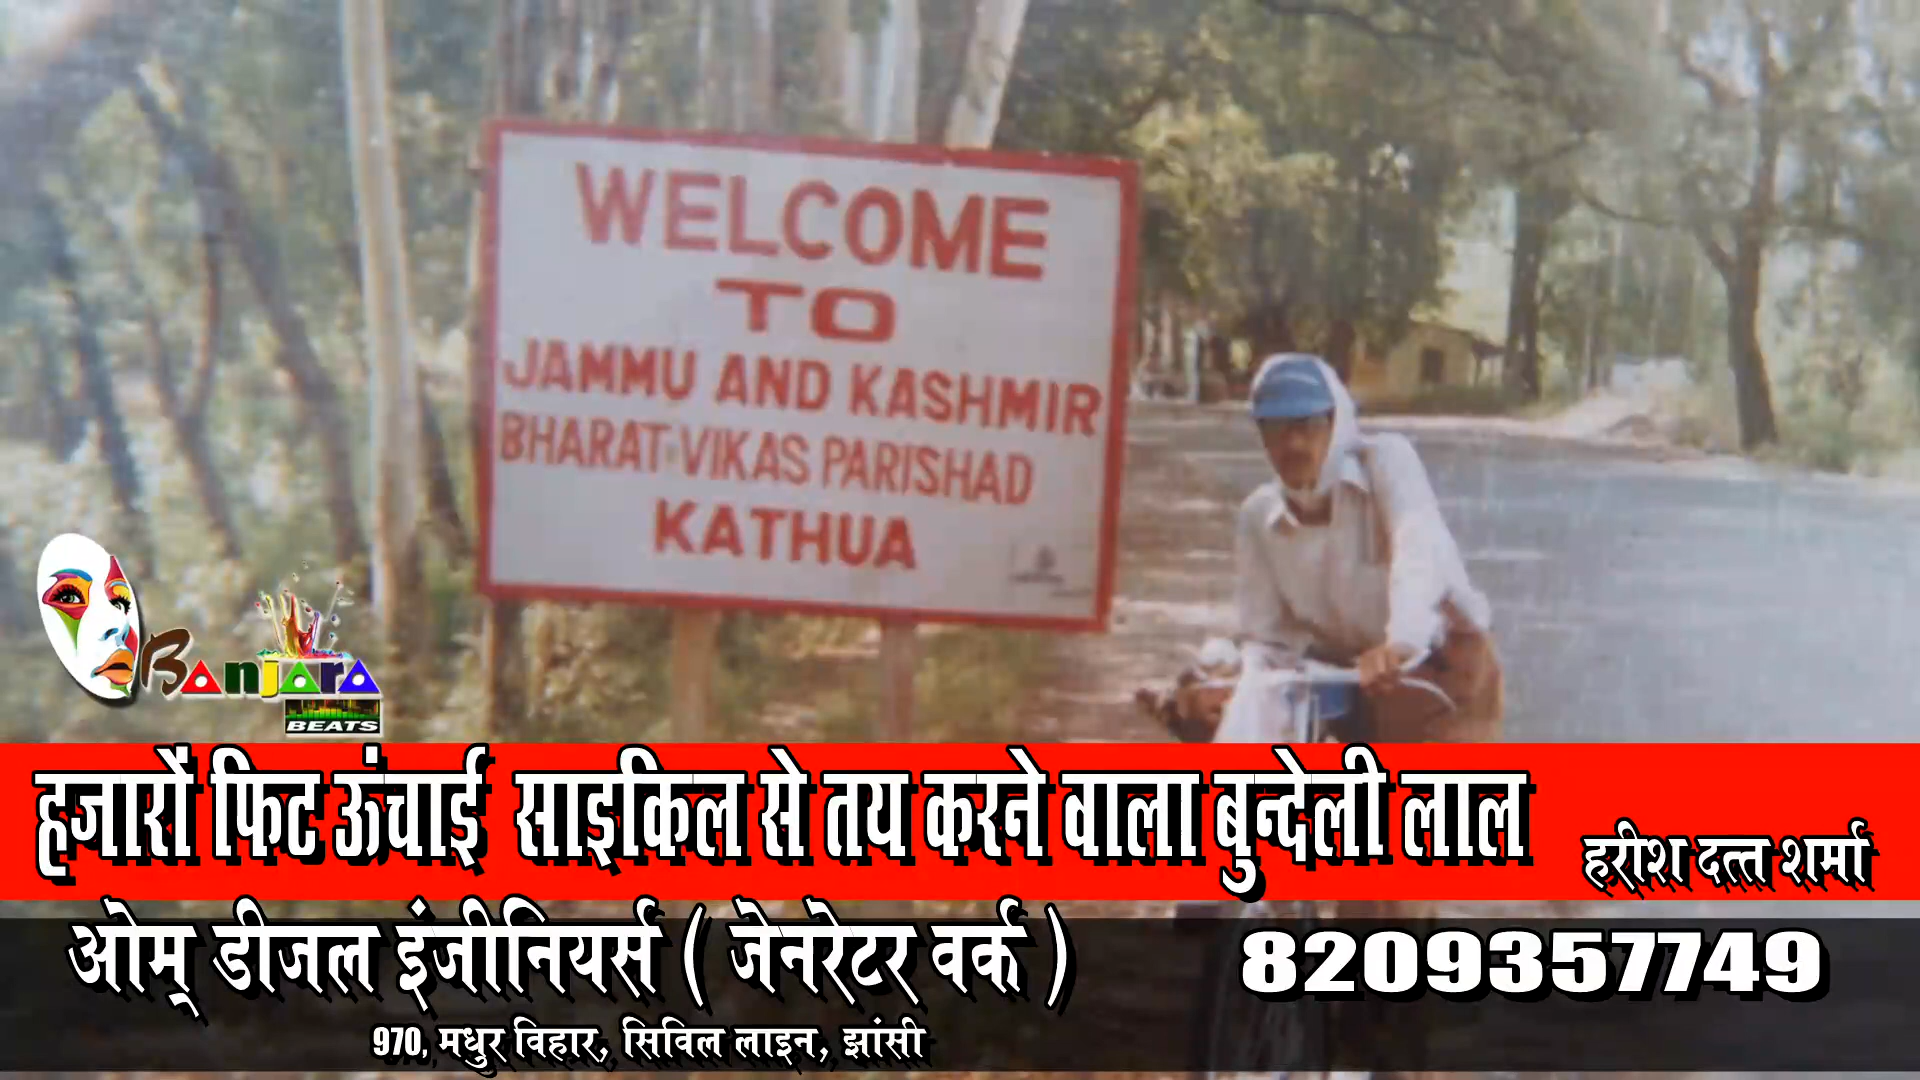 WELCOME
TO
JAMMU AND KASHMIR
BHARAT VIKAS PARISHAD
KATHUA
Banjara
BEATS
हजारों फिट ऊंचाई साइकिल से तय करने वाला बुन्देली लाल
हरीश दत्त शर्मा
ओम् डीजल इंजीनियर्स ( जेनरेटर वर्क )
8209357749
970, मधुर विहार, सिविल लाइन, झांसी